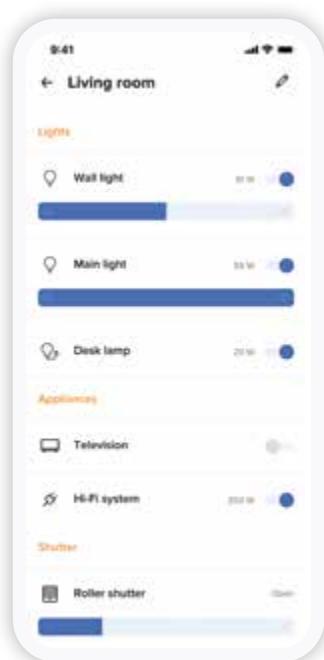 9:41
Living room
Lights
Wall light
Main light
Desk lamp
Appliances
Television
Hi-Fi system
Shutter
Roller shutter
Open